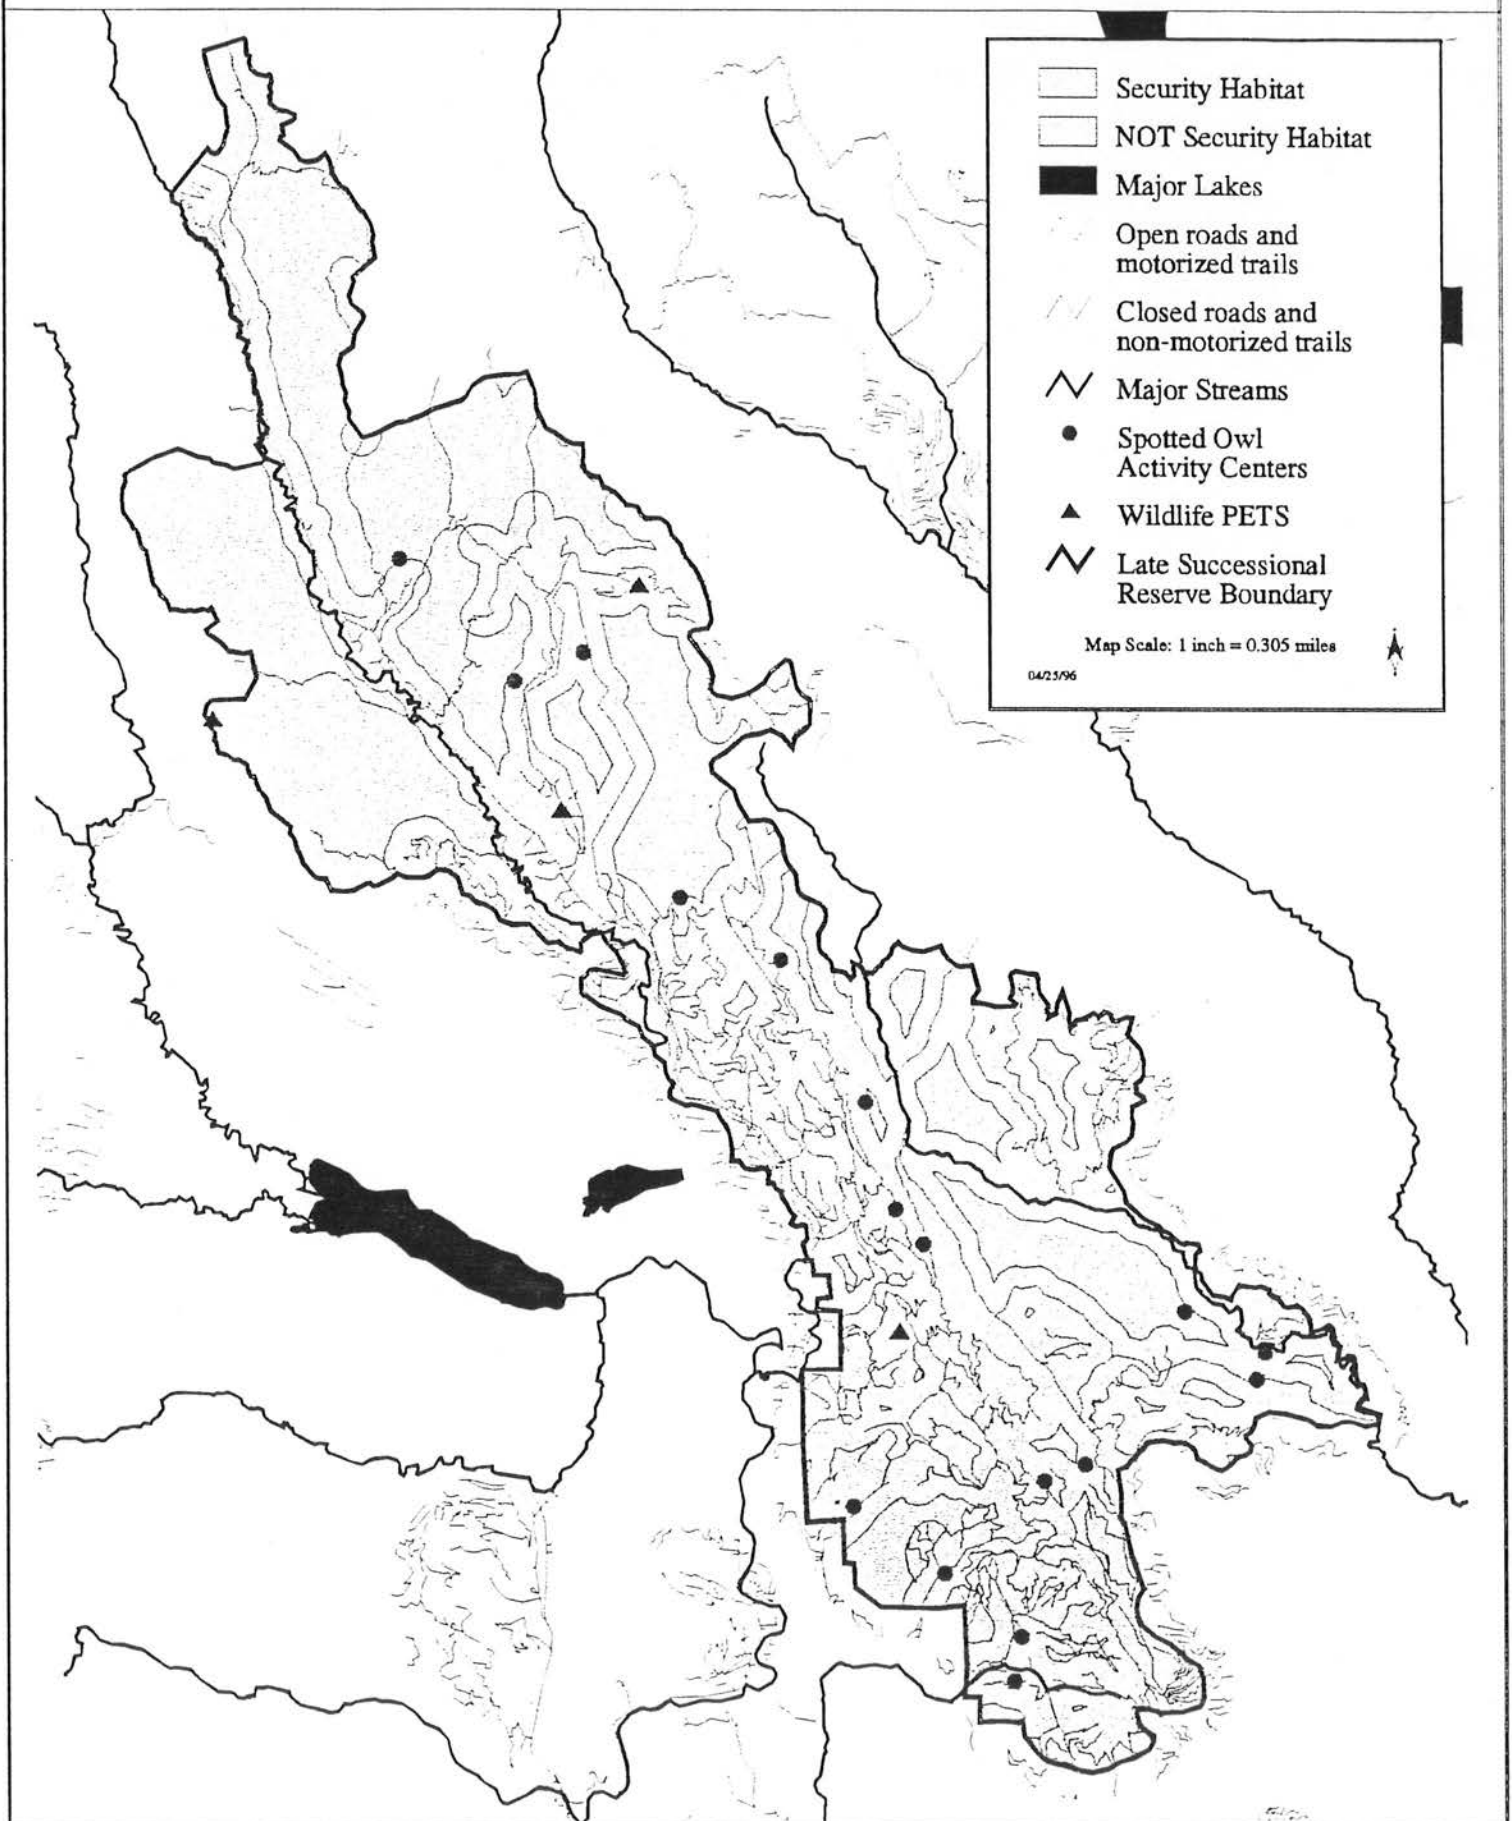 Security Habitat
NOT Security Habitat
Major Lakes
Open roads and
motorized trails
Closed roads and
non-motorized trails
Major Streams
Spotted Owl
Activity Centers
Wildlife PETS
Late Successional
Reserve Boundary
Map Scale: 1 inch = 0.305 miles
04/25/96